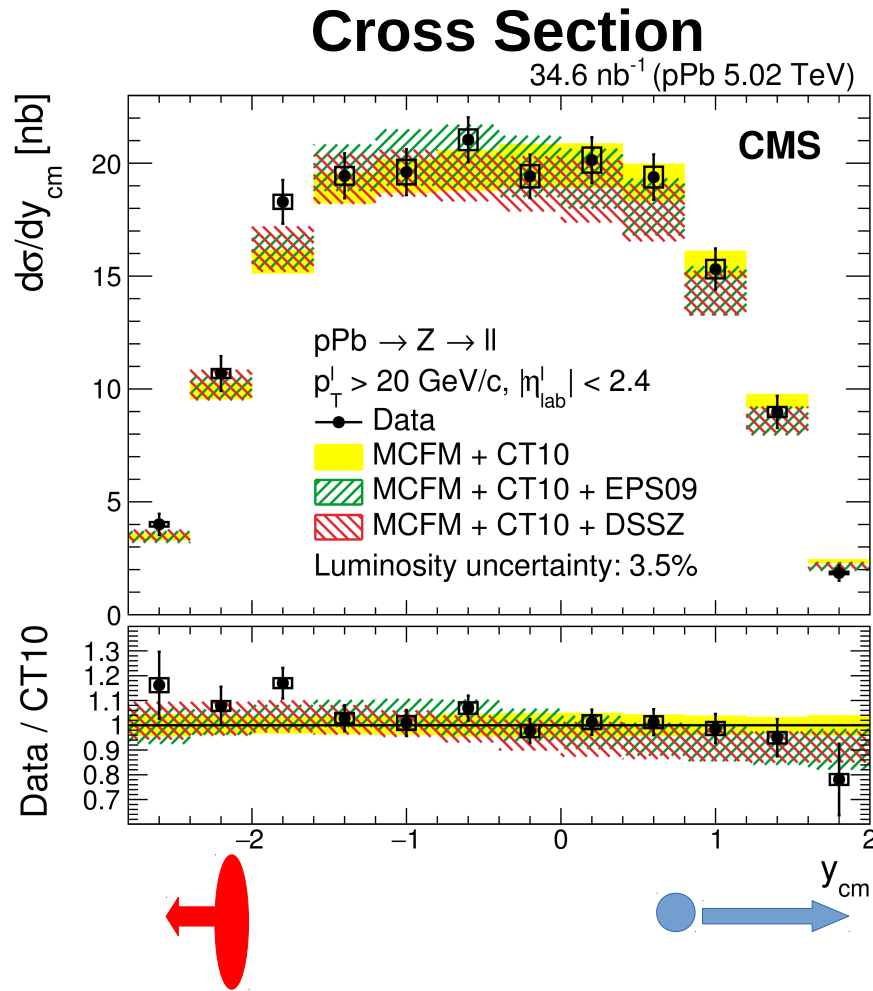 Cross Section
34.6 nb-1 (pPb 5.02 TeV)
dσ/dycm [nb]
CMS
20
15
10
5
0
pPb → Z → ll
plT > 20 GeV/c, |ηllab| < 2.4
Data
MCFM + CT10
MCFM + CT10 + EPS09
MCFM + CT10 + DSSZ
Luminosity uncertainty: 3.5%
Data / CT10
1.3
1.2
1.1
1
0.9
0.8
0.7
−2 −1 0 1 2
ycm